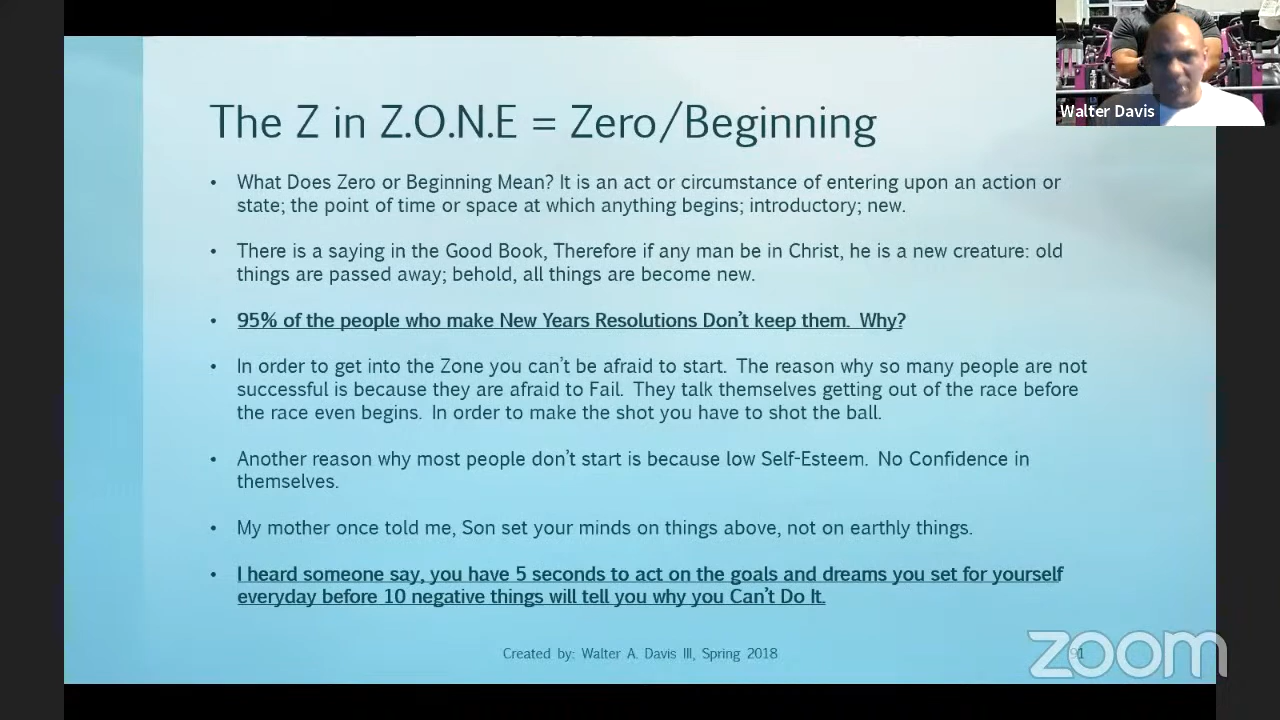 The Z in Z.O.N.E = Zero/Beginning
Walter Davis
• What Does Zero or Beginning Mean? It is an act or circumstance of entering upon an action or
state; the point of time or space at which anything begins; introductory; new.
• There is a saying in the Good Book, Therefore if any man be in Christ, he is a new creature: old
things are passed away; behold, all things are become new.
• 95% of the people who make New Years Resolutions Don't keep them. Why?
• In order to get into the Zone you can't be afraid to start. The reason why so many people are not
successful is because they are afraid to Fail. They talk themselves getting out of the race before
the race even begins. In order to make the shot you have to shot the ball.
• Another reason why most people don't start is because low Self-Esteem. No Confidence in
themselves.
• My mother once told me, Son set your minds on things above, not on earthly things.
• I heard someone say, you have 5 seconds to act on the goals and dreams you set for yourself
everyday before 10 negative things will tell you why you Can't Do It.
Created by: Walter A. Davis III, Spring 2018
91
zoom